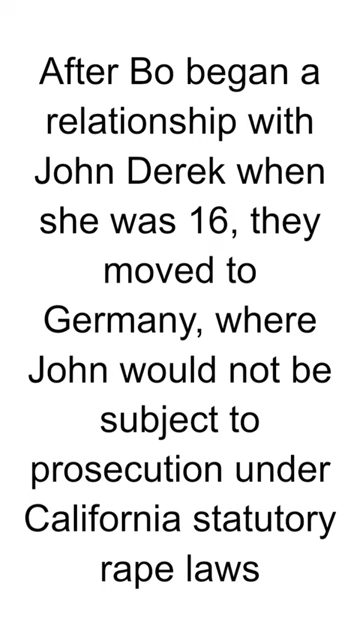 After Bo began a
relationship with
John Derek when
she was 16, they
moved to
Germany, where
John would not be
subject to
prosecution under
California statutory
rape laws